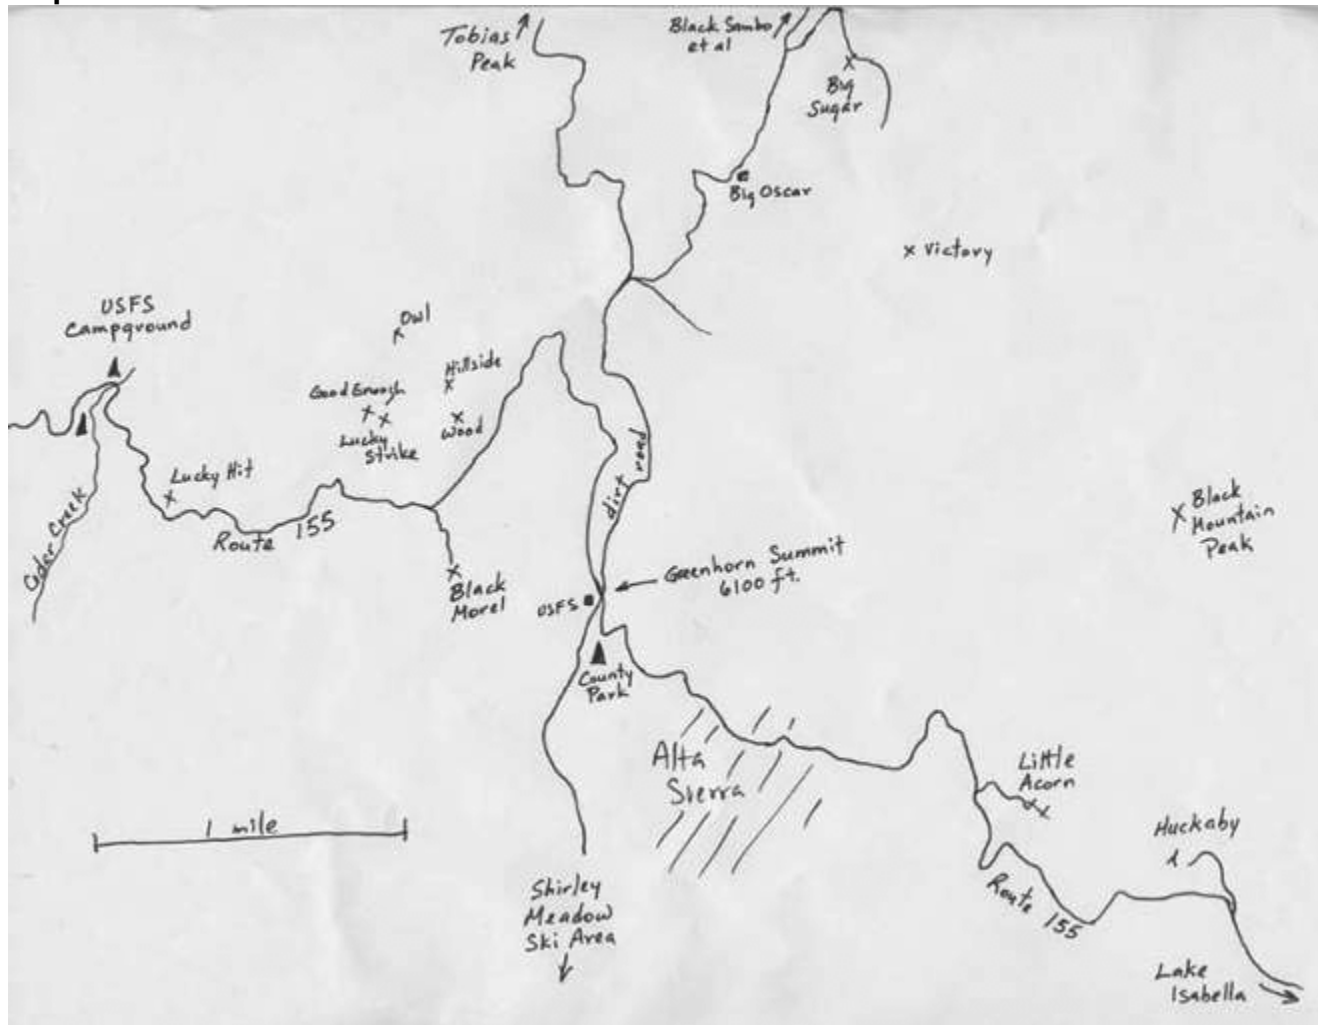 Tobias
Peak
Black Sambo
et al
Big
Sugar
Big Oscar
x Victory
USFS
Campground
Owl
Hillside
Good Enough
Lucky
Strike
Wood
Lucky Hit
Cedar Creek
Route 155
dirt
road
Black
Morel
Greenhorn Summit
6100 ft.
USFS
Black
Mountain
Peak
County
Park
Alta
Sierra
Little
Acorn
1 mile
Huckaby
Route 155
Shirley
Meadow
Ski Area
Lake
Isabella